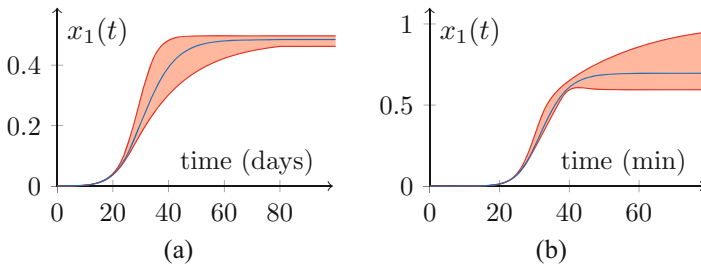 x₁(t)
0.4
0.2
0
time (days)
0 20 40 60 80
(a)
x₁(t)
1
0.5
0
time (min)
0 20 40 60
(b)